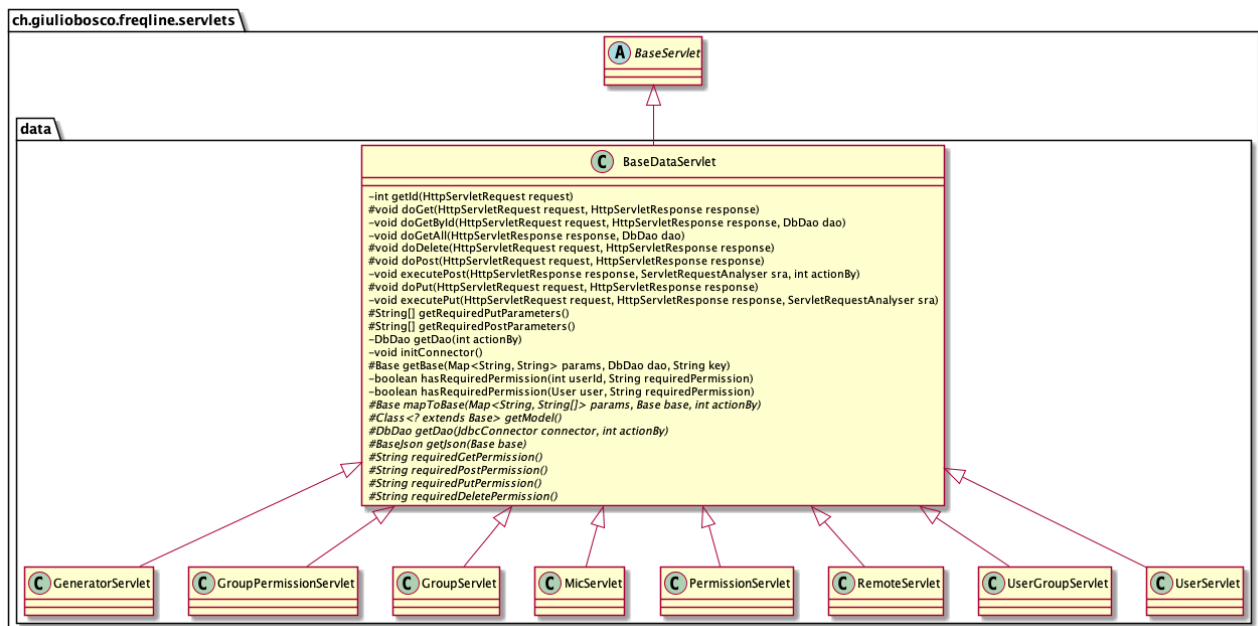 ch.giuliobosco.freqline.servlets
A BaseServlet
data
C BaseDataServlet
-int getId(HttpServletRequest request)
#void doGet(HttpServletRequest request, HttpServletResponse response)
-void doGetById(HttpServletRequest request, HttpServletResponse response, DbDao dao)
-void doGetAll(HttpServletResponse response, DbDao dao)
#void doDelete(HttpServletRequest request, HttpServletResponse response)
#void doPost(HttpServletRequest request, HttpServletResponse response)
-void executePost(HttpServletResponse response, ServletRequestAnalyser sra, int actionBy)
#void doPut(HttpServletRequest request, HttpServletResponse response)
-void executePut(HttpServletRequest request, HttpServletResponse response, ServletRequestAnalyser sra)
#String[] getRequiredPutParameters()
#String[] getRequiredPostParameters()
-DbDao getDao(int actionBy)
-void initConnector()
#Base getBase(Map<String, String> params, DbDao dao, String key)
-boolean hasRequiredPermission(int userId, String requiredPermission)
-boolean hasRequiredPermission(User user, String requiredPermission)
#Base mapToBase(Map<String, String[]> params, Base base, int actionBy)
#Class<? extends Base> getModel()
#DbDao getDao(JdbcConnector connector, int actionBy)
#BaseJson getJson(Base base)
#String requiredGetPermission()
#String requiredPostPermission()
#String requiredPutPermission()
#String requiredDeletePermission()
C GeneratorServlet
C GroupPermissionServlet
C GroupServlet
C MicServlet
C PermissionServlet
C RemoteServlet
C UserGroupServlet
C UserServlet